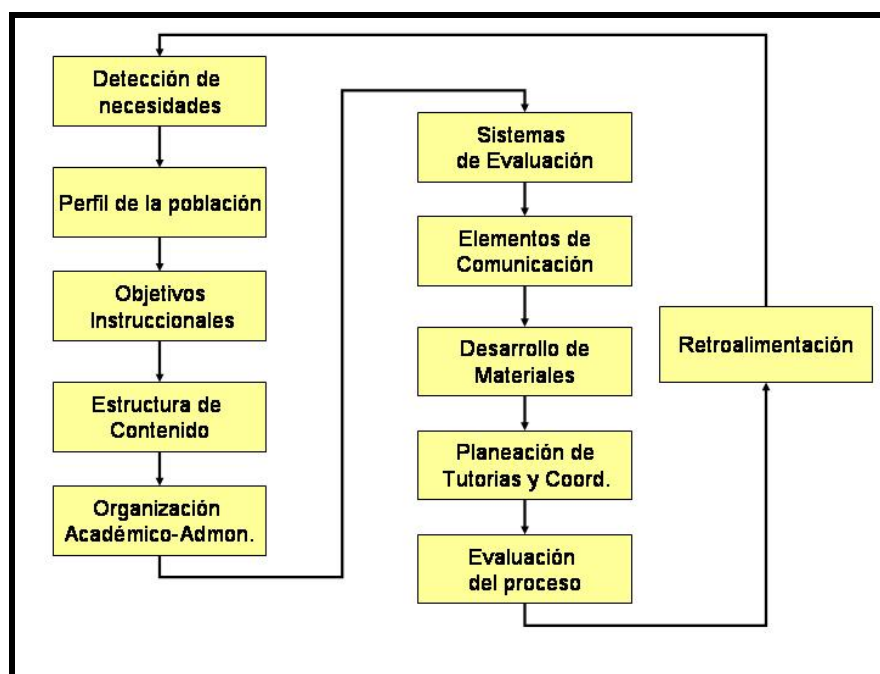 Detección de
necesidades
Perfil de la población
Objetivos
Instruccionales
Estructura de
Contenido
Organización
Académico-Admon.
Sistemas
de Evaluación
Elementos de
Comunicación
Desarrollo de
Materiales
Planeación de
Tutorias y Coord.
Evaluación
del proceso
Retroalimentación